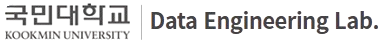 국민대학교
KOOKMIN UNIVERSITY
Data Engineering Lab.